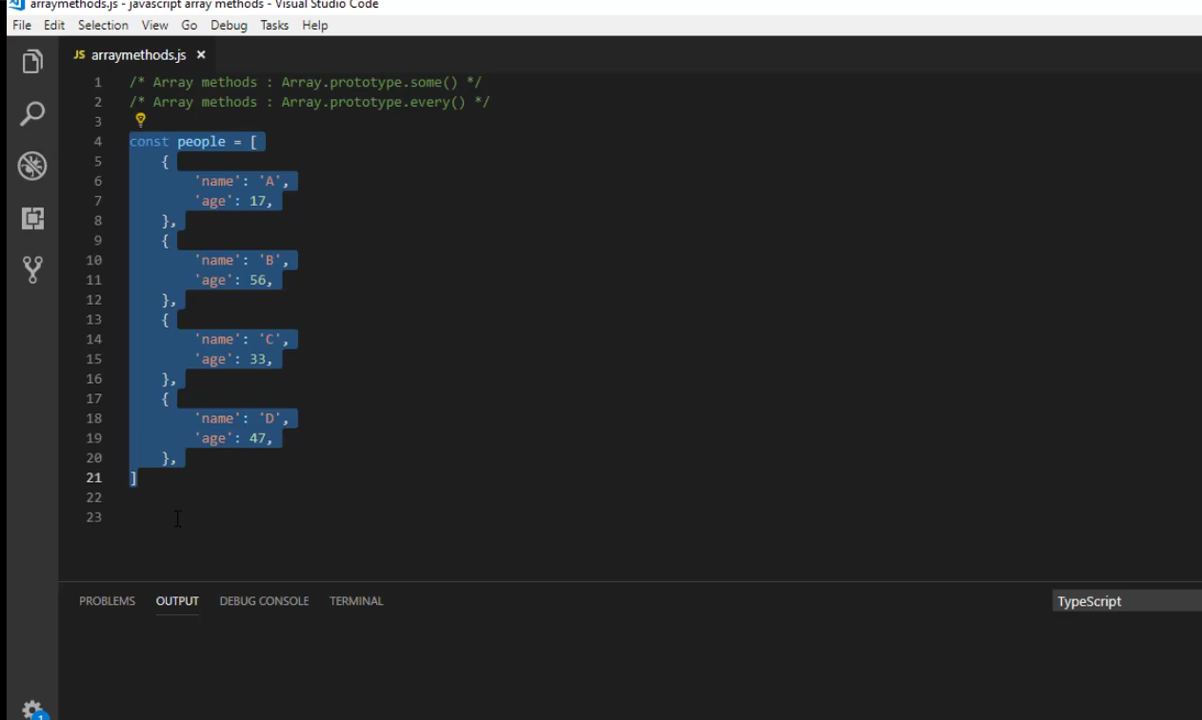 arraymethods.js - javascript array methods - Visual Studio Code
File Edit Selection View Go Debug Tasks Help
JS arraymethods.js ×
1 /* Array methods : Array.prototype.some() */
2 /* Array methods : Array.prototype.every() */
3
4 const people = [
5 {
6 'name': 'A',
7 'age': 17,
8 },
9 {
10 'name': 'B',
11 'age': 56,
12 },
13 {
14 'name': 'C',
15 'age': 33,
16 },
17 {
18 'name': 'D',
19 'age': 47,
20 },
21 ]
22
23
PROBLEMS OUTPUT DEBUG CONSOLE TERMINAL TypeScript
1